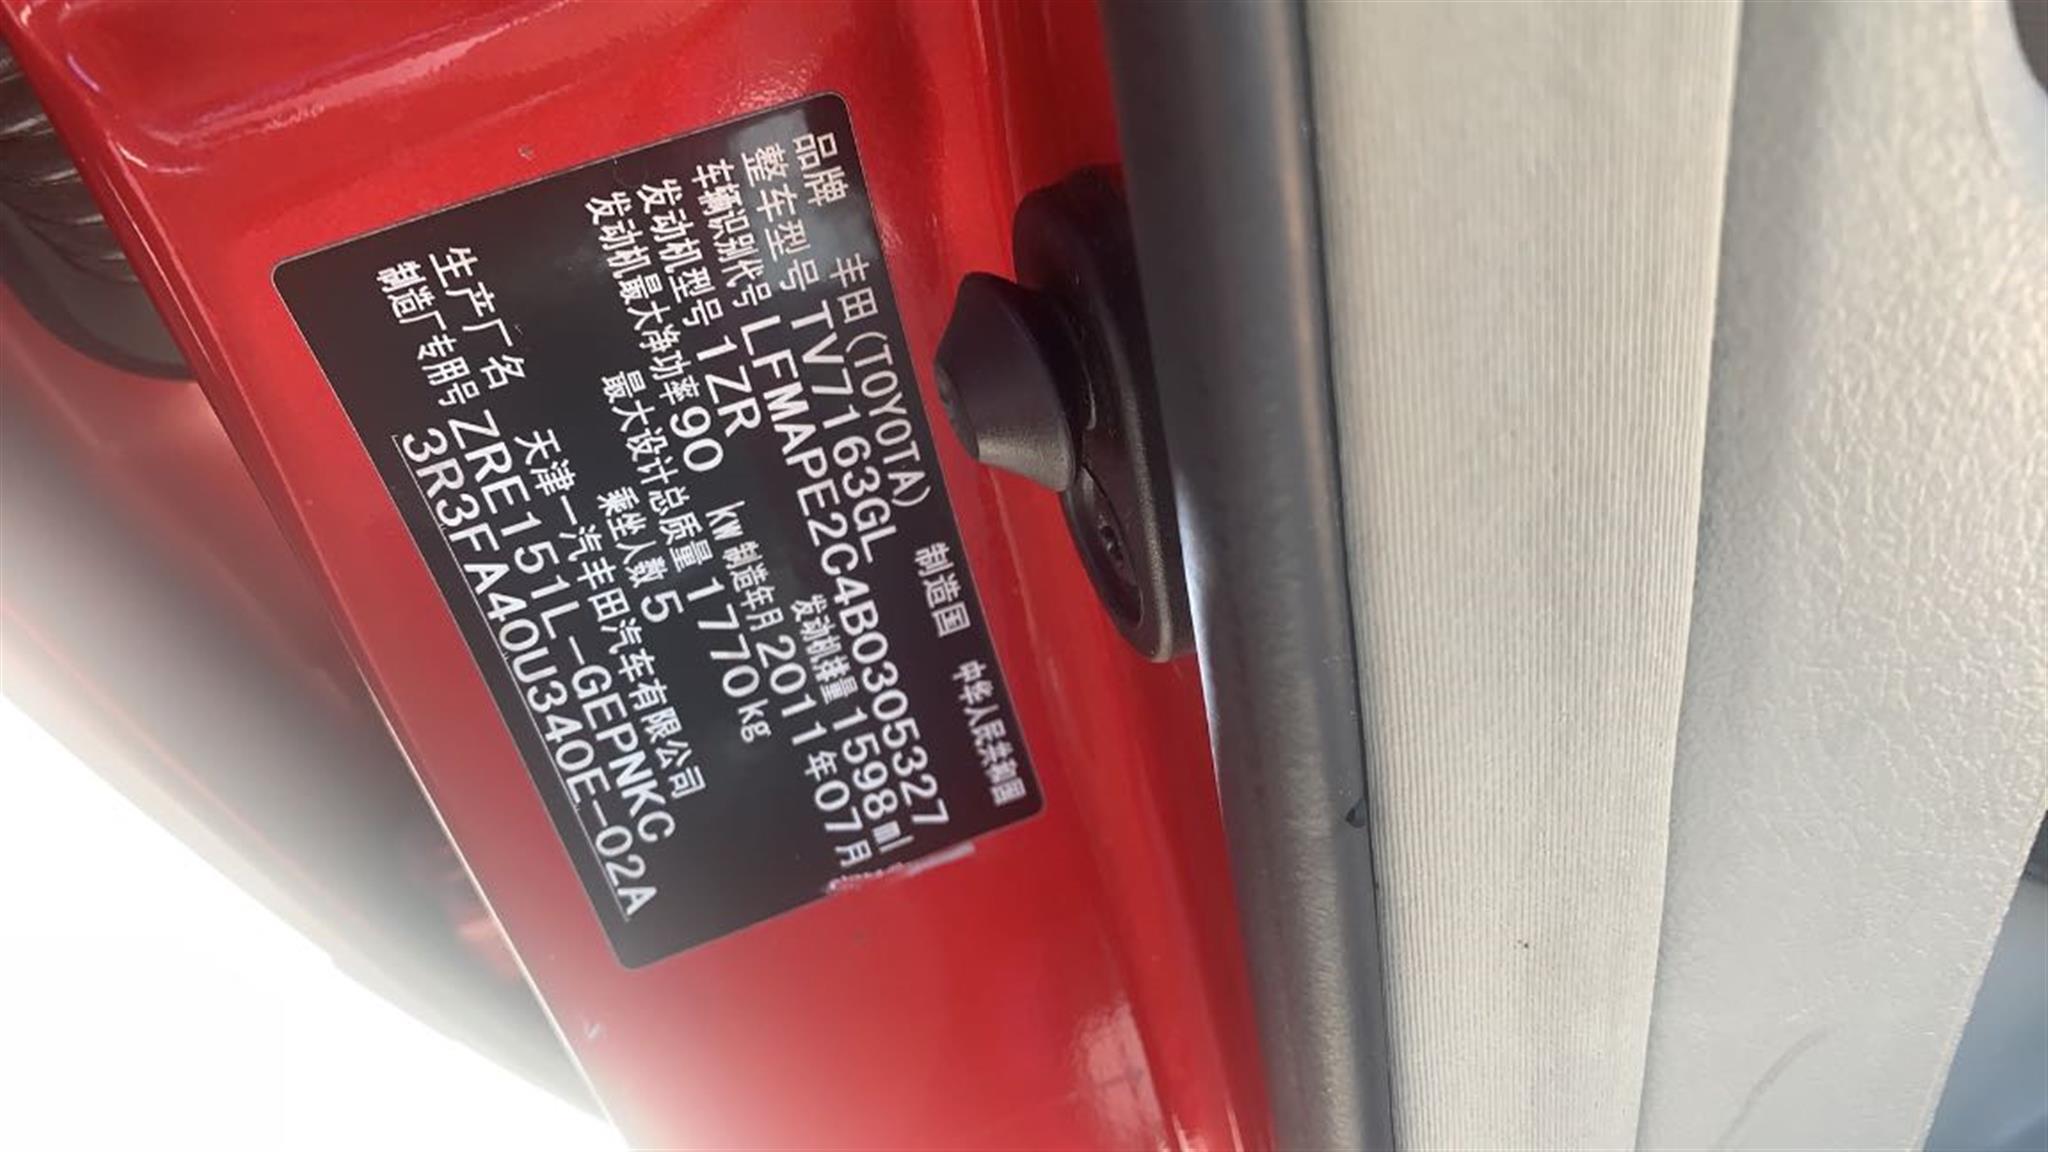 品牌 丰田(TOYOTA) 制造国 中华人民共和国
整车型号 TV7163GL
车辆识别代号 LFMAPE2C4B0305327
发动机型号 1ZR 发动机排量 1598ml
发动机最大净功率 90 kW 制造年月 2011年07月
最大设计总质量 1770kg
乘坐人数 5
生产厂名 天津一汽丰田汽车有限公司
制造厂专用号 ZRE151L-GEPNKC
3R3FA40U340E-02A